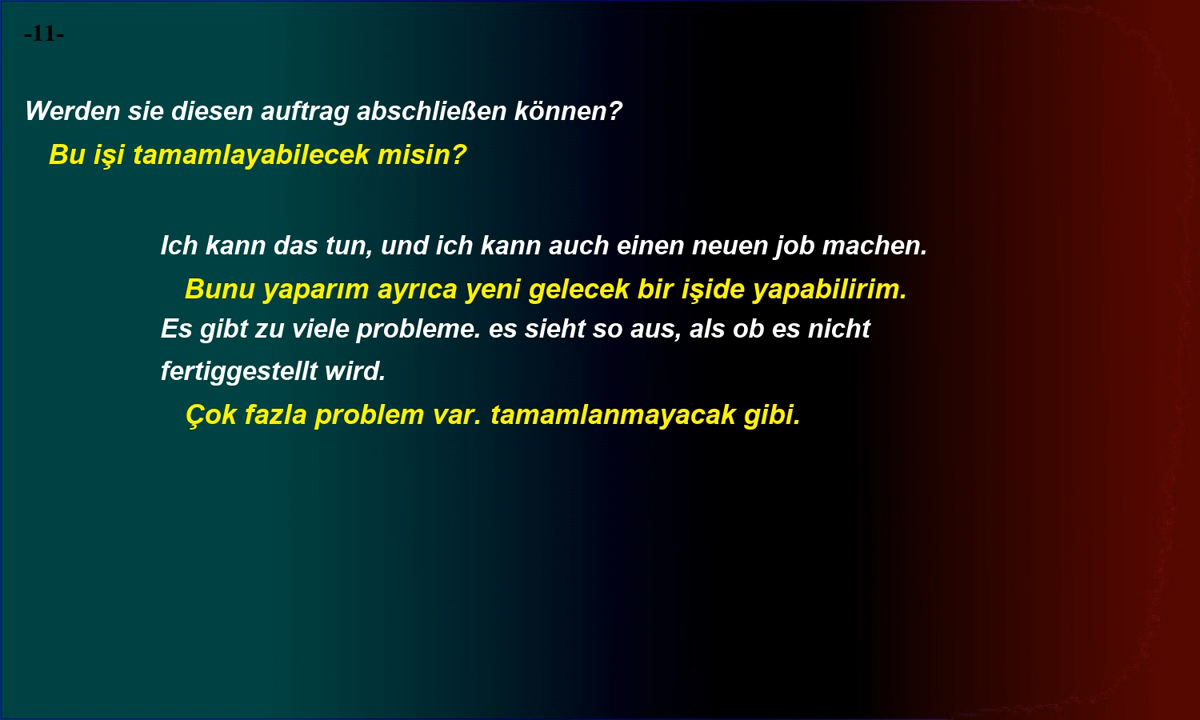 -11-
Werden sie diesen auftrag abschließen können?
Bu işi tamamlayabilecek misin?
Ich kann das tun, und ich kann auch einen neuen job machen.
Bunu yaparım ayrıca yeni gelecek bir işide yapabilirim.
Es gibt zu viele probleme. es sieht so aus, als ob es nicht
fertiggestellt wird.
Çok fazla problem var. tamamlanmayacak gibi.